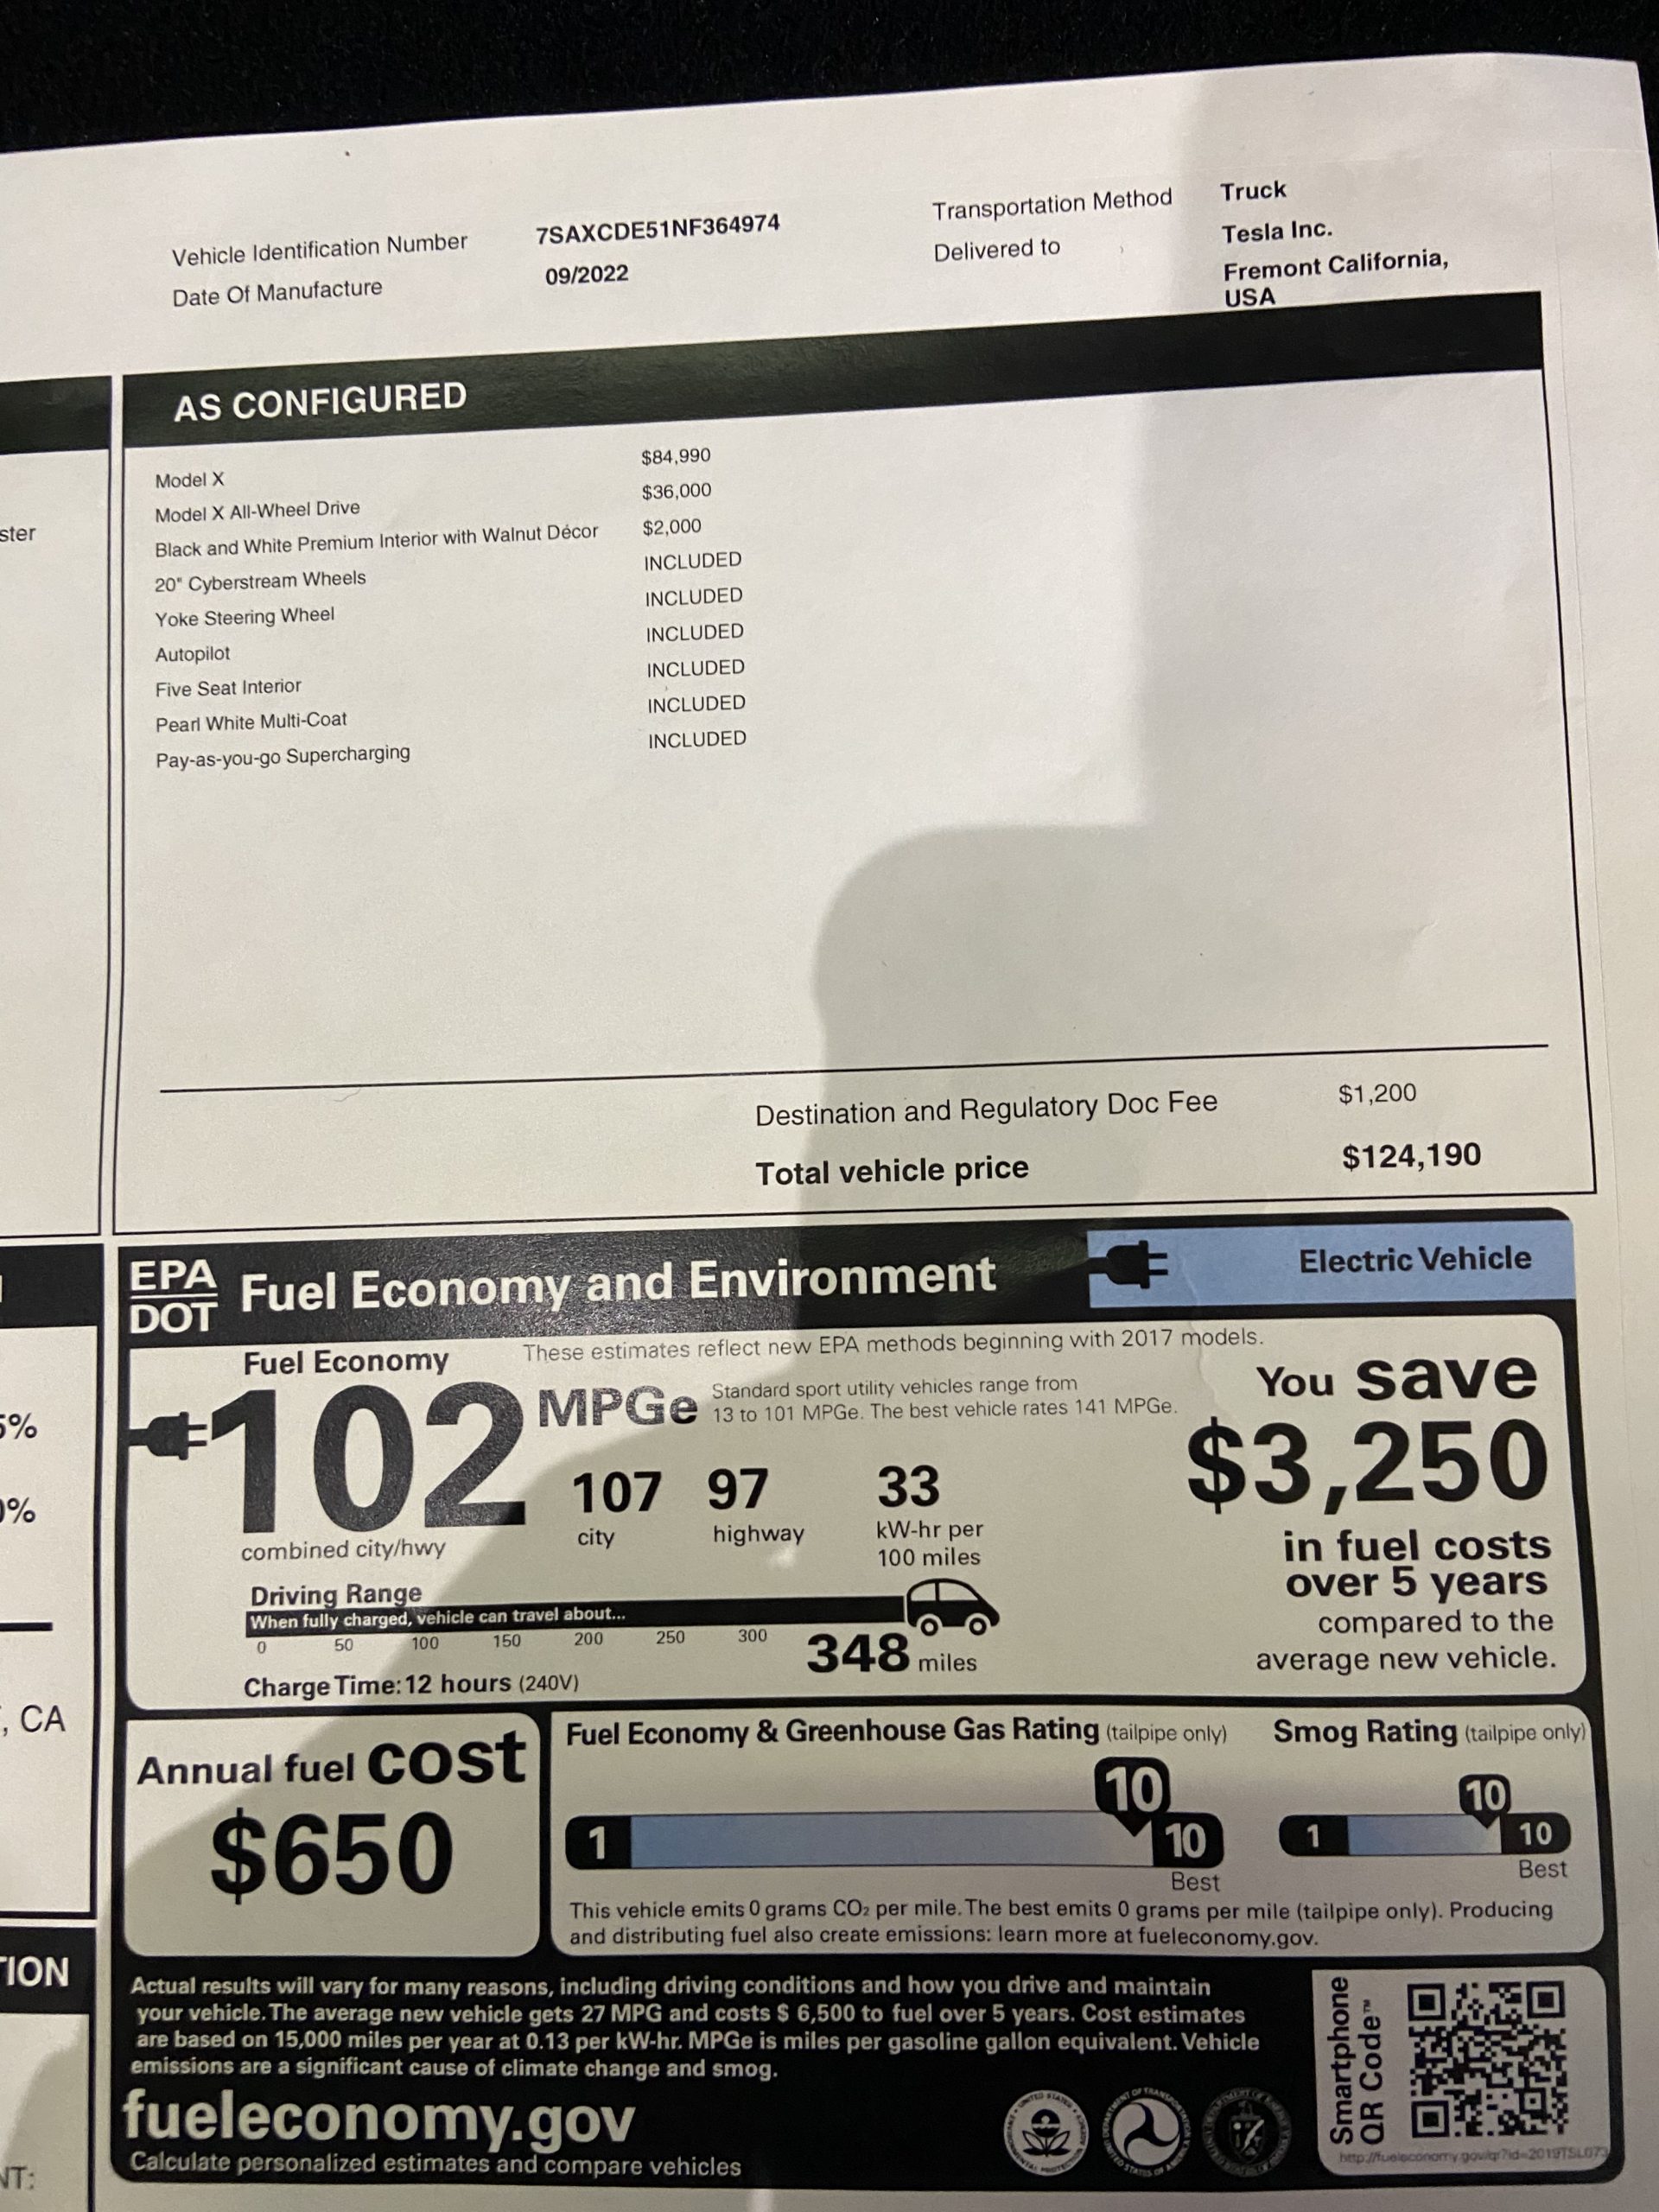 Vehicle Identification Number 7SAXCDE51NF364974
Date Of Manufacture 09/2022
Transportation Method Truck
Delivered to Tesla Inc.
Fremont California,
USA
ster
5%
0%
, CA
TION
NT:
AS CONFIGURED
Model X $84,990
Model X All-Wheel Drive $36,000
Black and White Premium Interior with Walnut Décor $2,000
20" Cyberstream Wheels INCLUDED
Yoke Steering Wheel INCLUDED
Autopilot INCLUDED
Five Seat Interior INCLUDED
Pearl White Multi-Coat INCLUDED
Pay-as-you-go Supercharging INCLUDED
Destination and Regulatory Doc Fee $1,200
Total vehicle price $124,190
EPA
DOT
Fuel Economy and Environment
Electric Vehicle
Fuel Economy
These estimates reflect new EPA methods beginning with 2017 models.
102 MPGe
Standard sport utility vehicles range from
13 to 101 MPGe. The best vehicle rates 141 MPGe.
combined city/hwy
107 city
97 highway
33 kW-hr per
100 miles
You save
$3,250
in fuel costs
over 5 years
compared to the
average new vehicle.
Driving Range
When fully charged, vehicle can travel about...
0 50 100 150 200 250 300 348 miles
Charge Time: 12 hours (240V)
Annual fuel cost
$650
Fuel Economy & Greenhouse Gas Rating (tailpipe only)
10
1 10
Best
Smog Rating (tailpipe only)
10
1 10
Best
This vehicle emits 0 grams CO₂ per mile. The best emits 0 grams per mile (tailpipe only). Producing
and distributing fuel also create emissions: learn more at fueleconomy.gov.
Actual results will vary for many reasons, including driving conditions and how you drive and maintain
your vehicle. The average new vehicle gets 27 MPG and costs $ 6,500 to fuel over 5 years. Cost estimates
are based on 15,000 miles per year at 0.13 per kW-hr. MPGe is miles per gasoline gallon equivalent. Vehicle
emissions are a significant cause of climate change and smog.
fueleconomy.gov
Calculate personalized estimates and compare vehicles
Smartphone
QR Code™
http://fueleconomy.gov/qr?id=2019TSL073